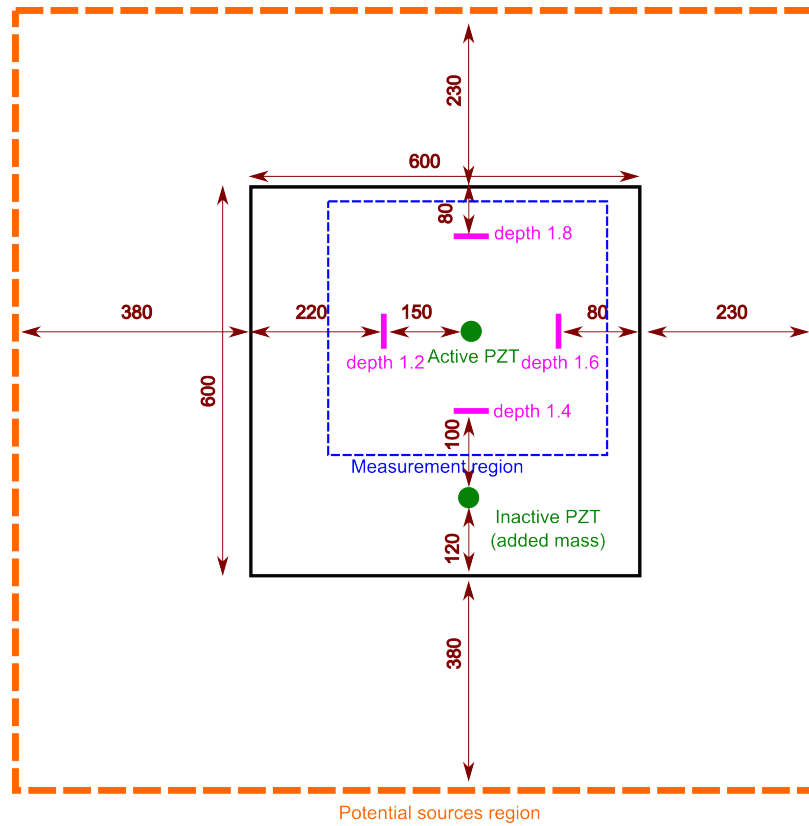 230
600
80
depth 1.8
380
220
150
80
230
depth 1.2
Active PZT
depth 1.6
600
depth 1.4
100
Measurement region
Inactive PZT
(added mass)
120
380
Potential sources region